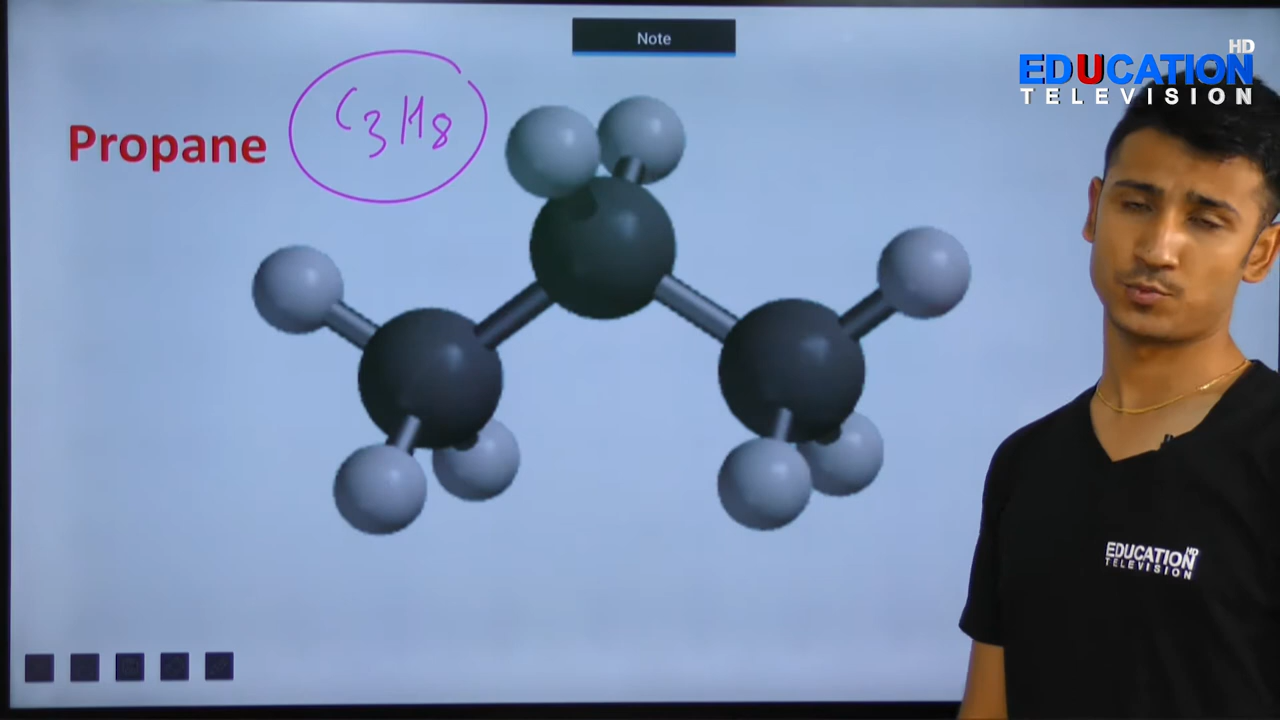 Note
HD
EDUCATION
TELEVISION
Propane C3H8
EDUCATION HD
TELEVISION